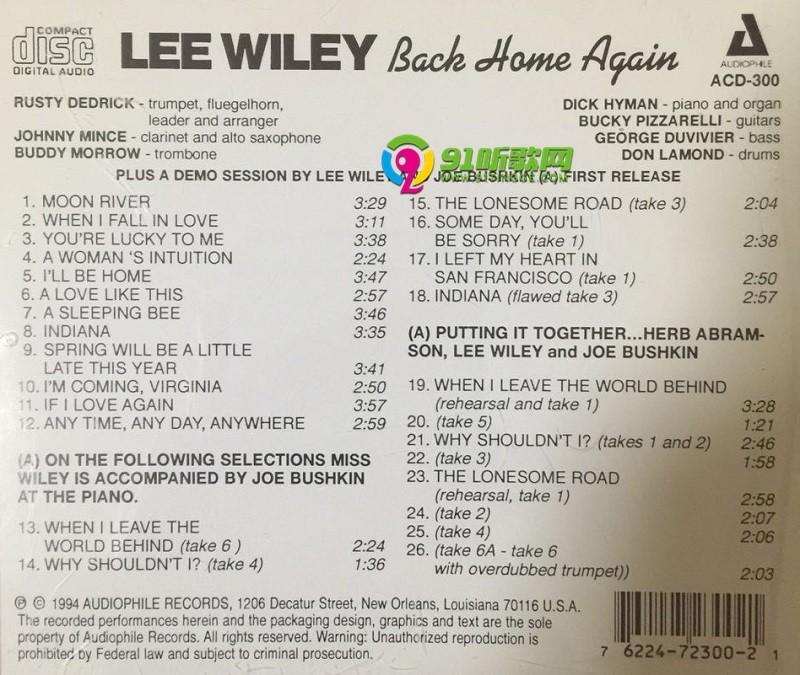 COMPACT
disc
DIGITAL AUDIO
LEE WILEY Back Home Again
AUDIOPHILE
ACD-300
RUSTY DEDRICK - trumpet, fluegelhorn,
leader and arranger
JOHNNY MINCE - clarinet and alto saxophone
BUDDY MORROW - trombone
DICK HYMAN - piano and organ
BUCKY PIZZARELLI - guitars
GEORGE DUVIVIER - bass
DON LAMOND - drums
91听歌网
PLUS A DEMO SESSION BY LEE WILEY JOE BUSHKIN (A) FIRST RELEASE
1. MOON RIVER 3:29
2. WHEN I FALL IN LOVE 3:11
3. YOU'RE LUCKY TO ME 3:38
4. A WOMAN 'S INTUITION 2:24
5. I'LL BE HOME 3:47
6. A LOVE LIKE THIS 2:57
7. A SLEEPING BEE 3:46
8. INDIANA 3:35
9. SPRING WILL BE A LITTLE
LATE THIS YEAR 3:41
10. I'M COMING, VIRGINIA 2:50
11. IF I LOVE AGAIN 3:57
12. ANY TIME, ANY DAY, ANYWHERE 2:59
(A) ON THE FOLLOWING SELECTIONS MISS
WILEY IS ACCOMPANIED BY JOE BUSHKIN
AT THE PIANO.
13. WHEN I LEAVE THE
WORLD BEHIND (take 6 ) 2:24
14. WHY SHOULDN'T I? (take 4) 1:36
15. THE LONESOME ROAD (take 3) 2:04
16. SOME DAY, YOU'LL
BE SORRY (take 1) 2:38
17. I LEFT MY HEART IN
SAN FRANCISCO (take 1) 2:50
18. INDIANA (flawed take 3) 2:57
(A) PUTTING IT TOGETHER...HERB ABRAM-
SON, LEE WILEY and JOE BUSHKIN
19. WHEN I LEAVE THE WORLD BEHIND
(rehearsal and take 1) 3:28
20. (take 5) 1:21
21. WHY SHOULDN'T I? (takes 1 and 2) 2:46
22. (take 3) 1:58
23. THE LONESOME ROAD
(rehearsal, take 1) 2:58
24. (take 2) 2:07
25. (take 4) 2:06
26. (take 6A - take 6
with overdubbed trumpet)) 2:03
℗ © 1994 AUDIOPHILE RECORDS, 1206 Decatur Street, New Orleans, Louisiana 70116 U.S.A.
The recorded performances herein and the packaging design, graphics and text are the sole
property of Audiophile Records. All rights reserved. Warning: Unauthorized reproduction is
prohibited by Federal law and subject to criminal prosecution.
7 6224-72300-2 1